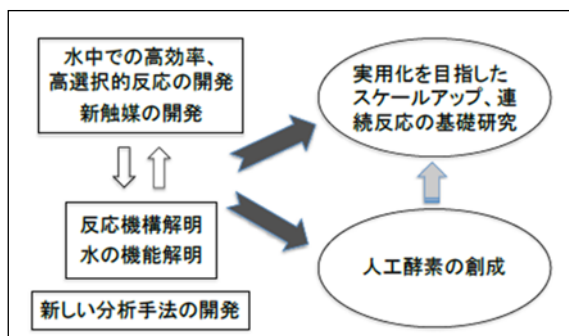 水中での高効率、
高選択的反応の開発
新触媒の開発
反応機構解明
水の機能解明
新しい分析手法の開発
実用化を目指した
スケールアップ、連
続反応の基礎研究
人工酵素の創成